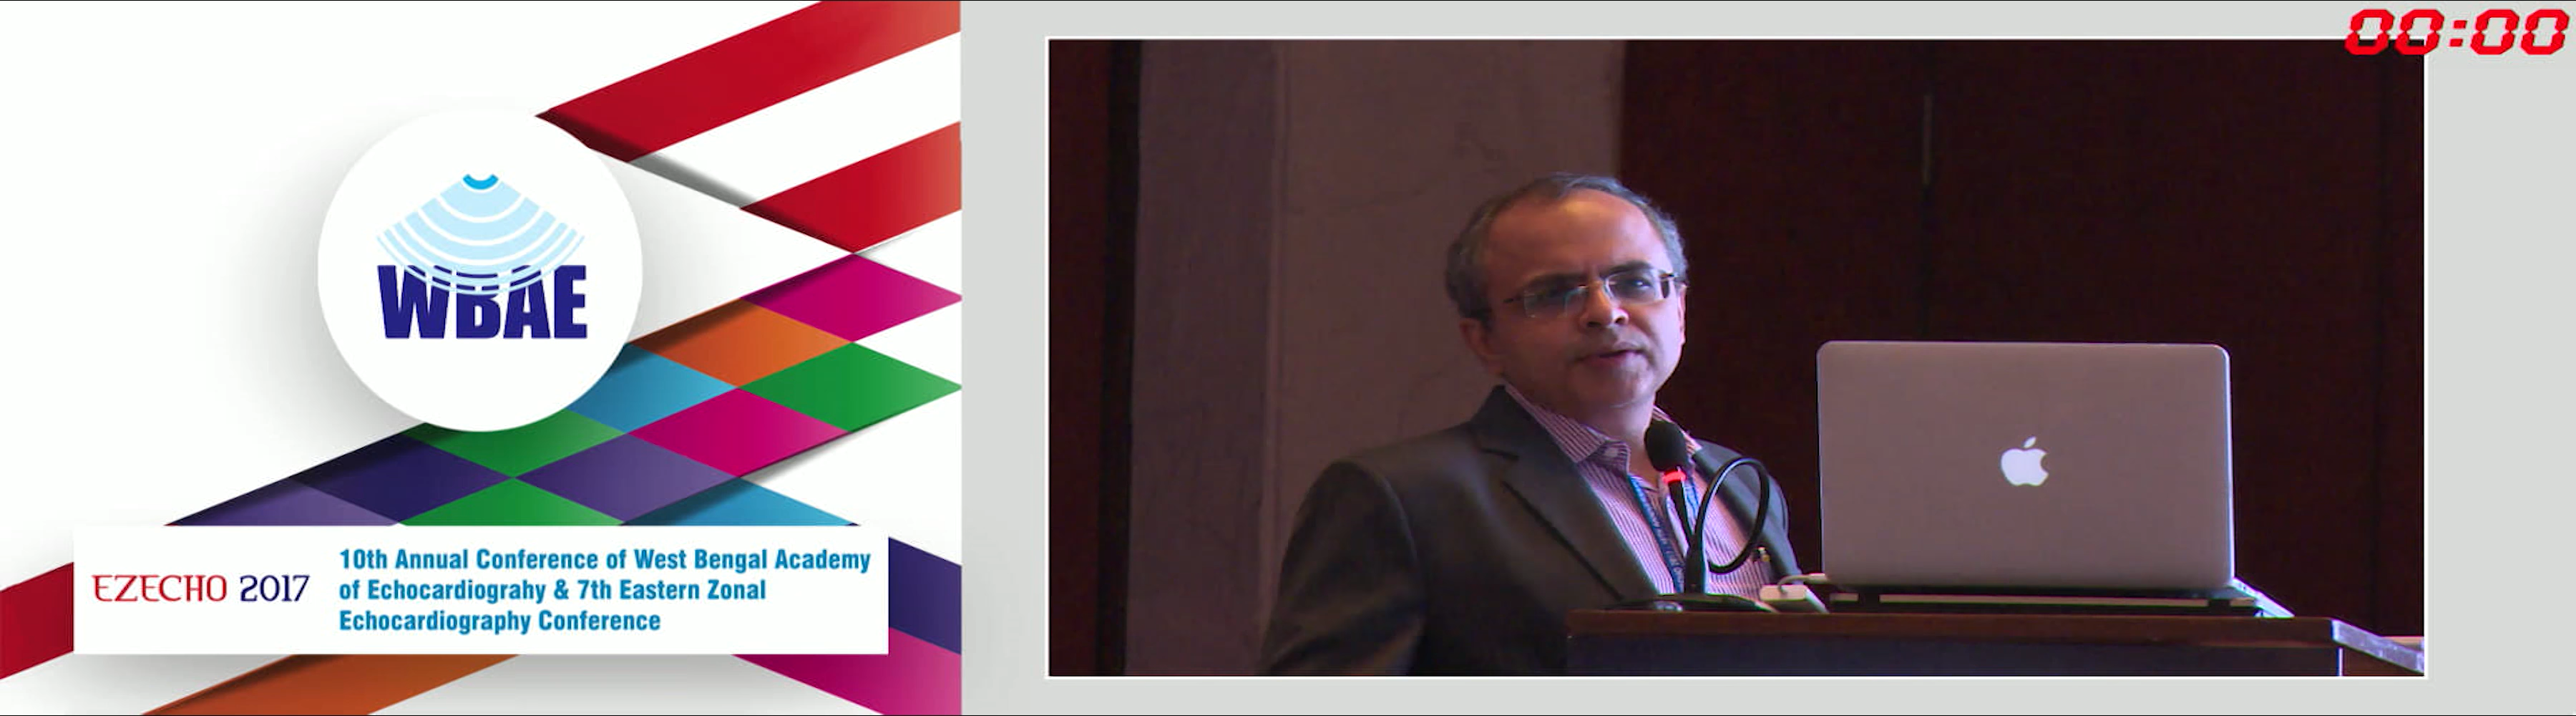 WBAE
EZECHO 2017
10th Annual Conference of West Bengal Academy
of Echocardiograhy & 7th Eastern Zonal
Echocardiography Conference
00:00